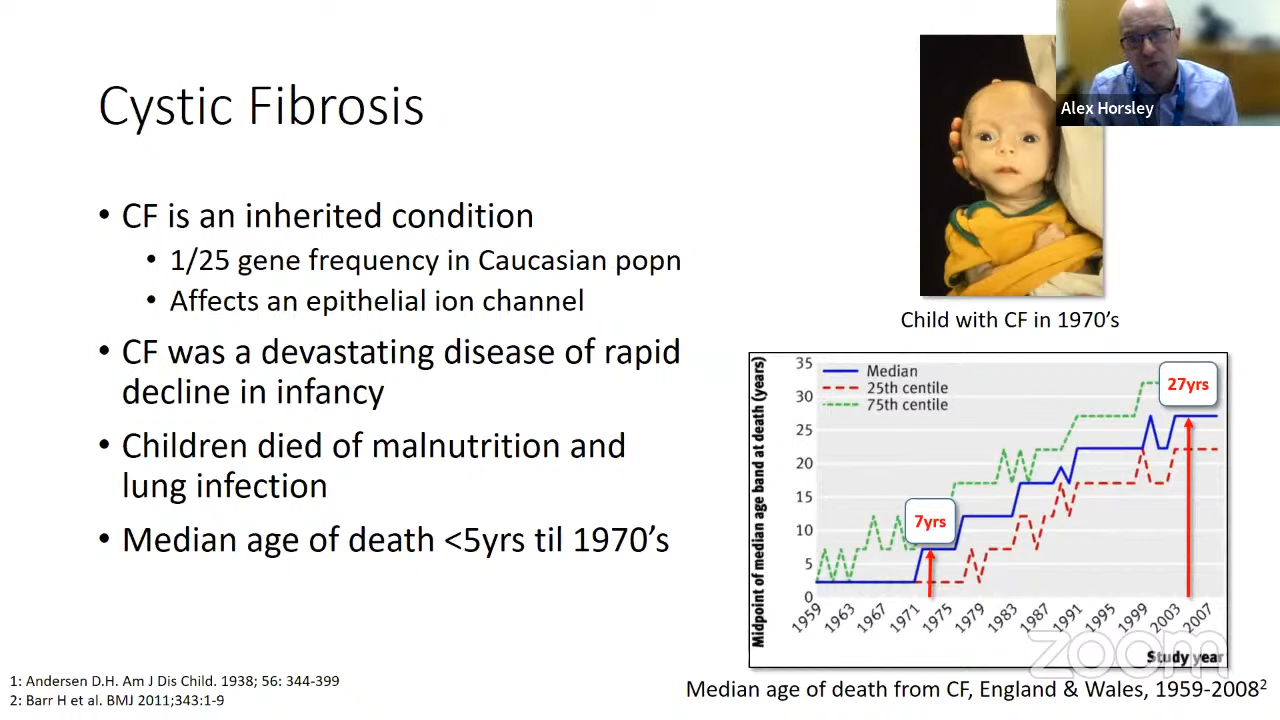 Alex Horsley
Cystic Fibrosis
• CF is an inherited condition
• 1/25 gene frequency in Caucasian popn
• Affects an epithelial ion channel
• CF was a devastating disease of rapid
decline in infancy
• Children died of malnutrition and
lung infection
• Median age of death <5yrs til 1970’s
Child with CF in 1970’s
Midpoint of median age band at death (years)
35
30
25
20
15
10
5
0
Median
25th centile
75th centile
7yrs
27yrs
1959
1963
1967
1971
1975
1979
1983
1987
1991
1995
1999
2003
2007
Study year
zoom
Median age of death from CF, England & Wales, 1959-2008²
1: Andersen D.H. Am J Dis Child. 1938; 56: 344-399
2: Barr H et al. BMJ 2011;343:1-9